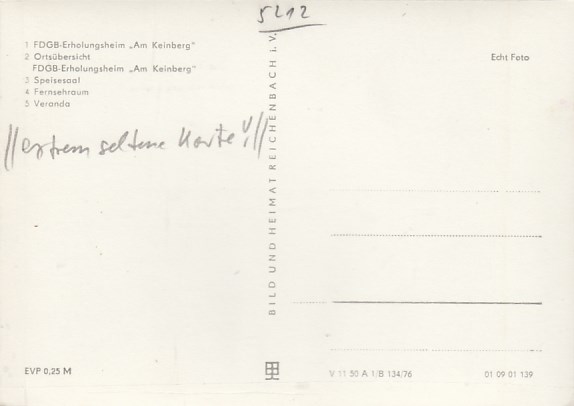 5212
1 FDGB-Erholungsheim „Am Keinberg"
2 Ortsübersicht
FDGB-Erholungsheim „Am Keinberg"
3 Speisesaal
4 Fernsehraum
5 Veranda
//extrem seltene Karte!//
BILD UND HEIMAT REICHENBACH I. V.
Echt Foto
EVP 0,25 M
V 11 50 A 1/B 134/76
01 09 01 139